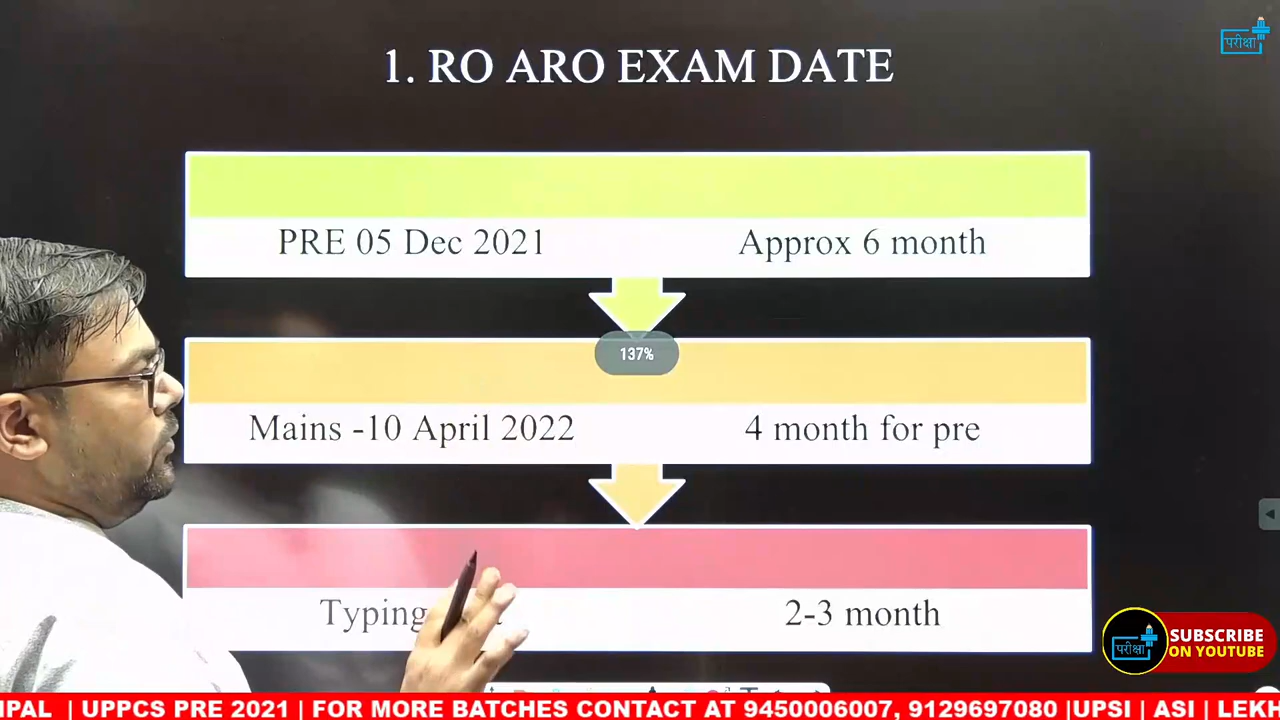 परीक्षा
1. RO ARO EXAM DATE
PRE 05 Dec 2021 Approx 6 month
137%
Mains -10 April 2022 4 month for pre
Typing 2-3 month
परीक्षा
SUBSCRIBE
ON YOUTUBE
| UPPCS PRE 2021 | FOR MORE BATCHES CONTACT AT 9450006007, 9129697080 |UPSI | ASI |